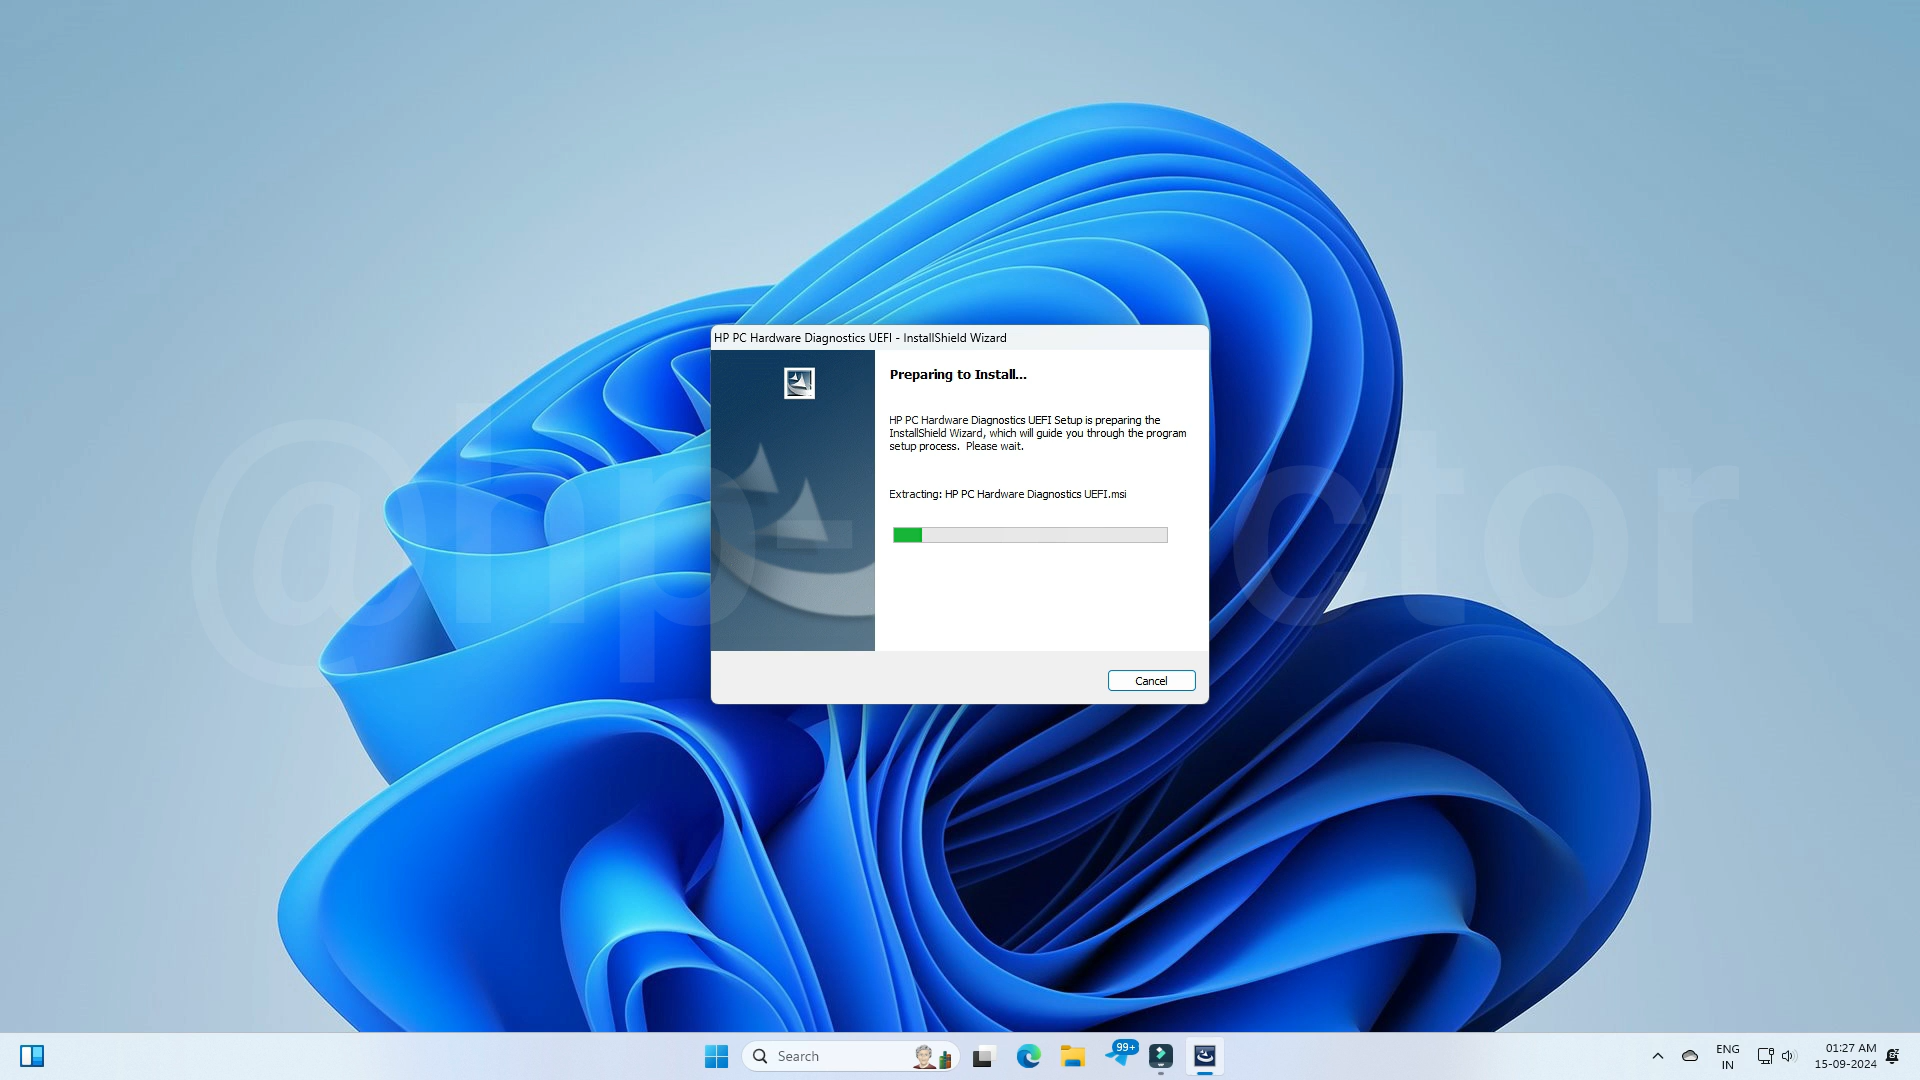 HP PC Hardware Diagnostics UEFI - InstallShield Wizard
Preparing to Install...
HP PC Hardware Diagnostics UEFI Setup is preparing the
InstallShield Wizard, which will guide you through the program
setup process.  Please wait.
Extracting: HP PC Hardware Diagnostics UEFI.msi
Cancel
Search
99+
ENG
IN
01:27 AM
15-09-2024